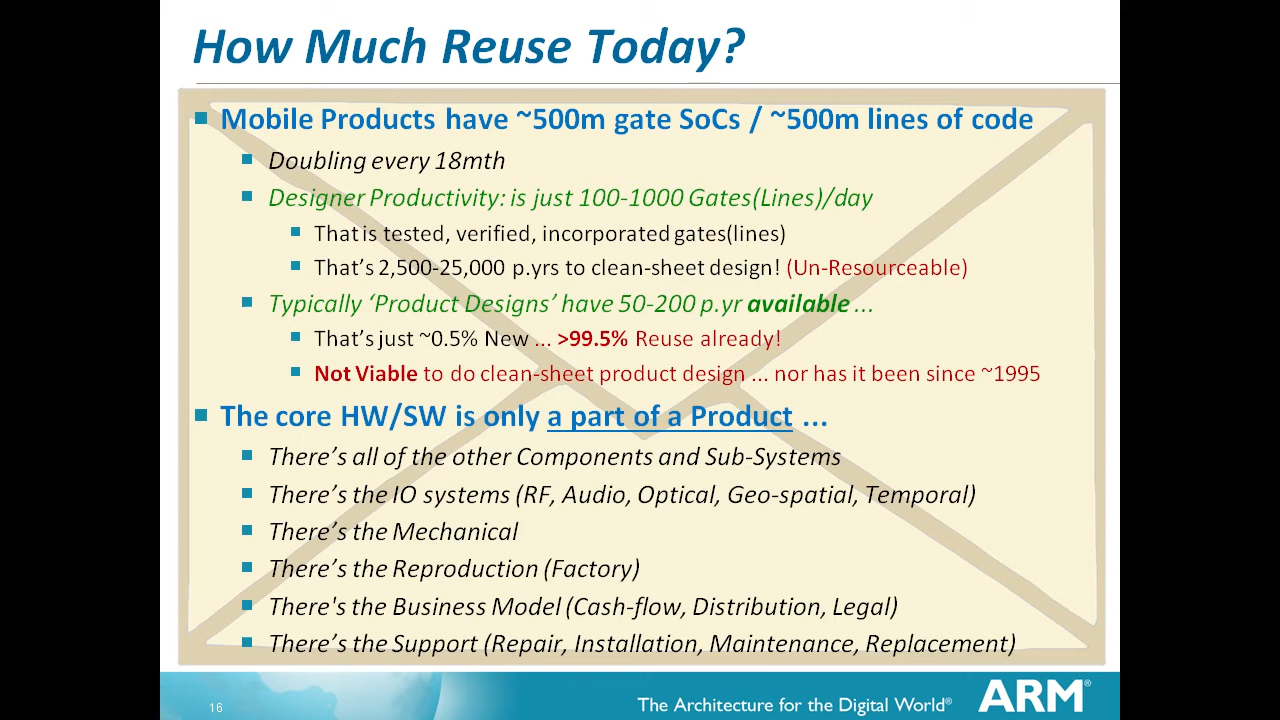 How Much Reuse Today?
Mobile Products have ~500m gate SoCs / ~500m lines of code
Doubling every 18mth
Designer Productivity: is just 100-1000 Gates(Lines)/day
That is tested, verified, incorporated gates(lines)
That's 2,500-25,000 p.yrs to clean-sheet design! (Un-Resourceable)
Typically ‘Product Designs’ have 50-200 p.yr available ...
That's just ~0.5% New ... >99.5% Reuse already!
Not Viable to do clean-sheet product design ... nor has it been since ~1995
The core HW/SW is only a part of a Product ...
There’s all of the other Components and Sub-Systems
There’s the IO systems (RF, Audio, Optical, Geo-spatial, Temporal)
There’s the Mechanical
There’s the Reproduction (Factory)
There's the Business Model (Cash-flow, Distribution, Legal)
There’s the Support (Repair, Installation, Maintenance, Replacement)
16
The Architecture for the Digital World®
ARM®